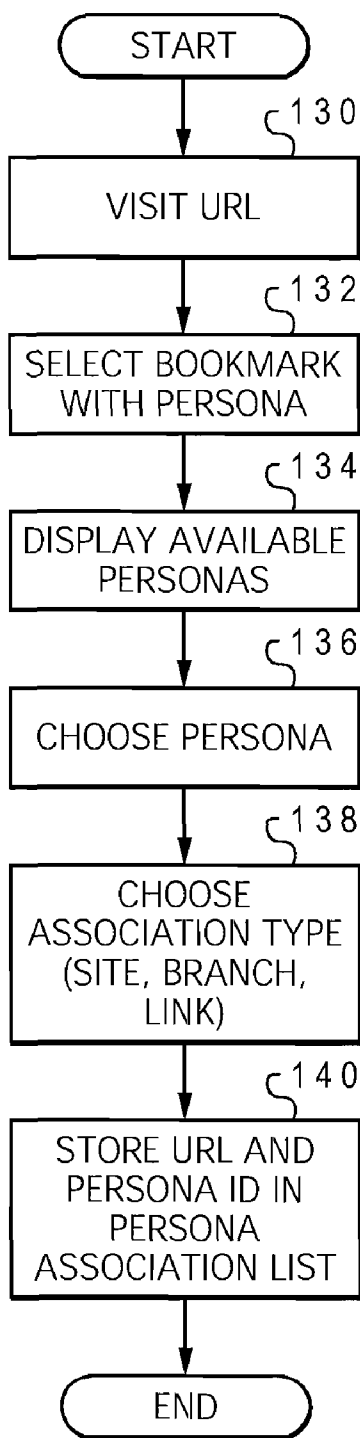 START
130
VISIT URL
132
SELECT BOOKMARK
WITH PERSONA
134
DISPLAY AVAILABLE
PERSONAS
136
CHOOSE PERSONA
138
CHOOSE
ASSOCIATION TYPE
(SITE, BRANCH,
LINK)
140
STORE URL AND
PERSONA ID IN
PERSONA
ASSOCIATION LIST
END